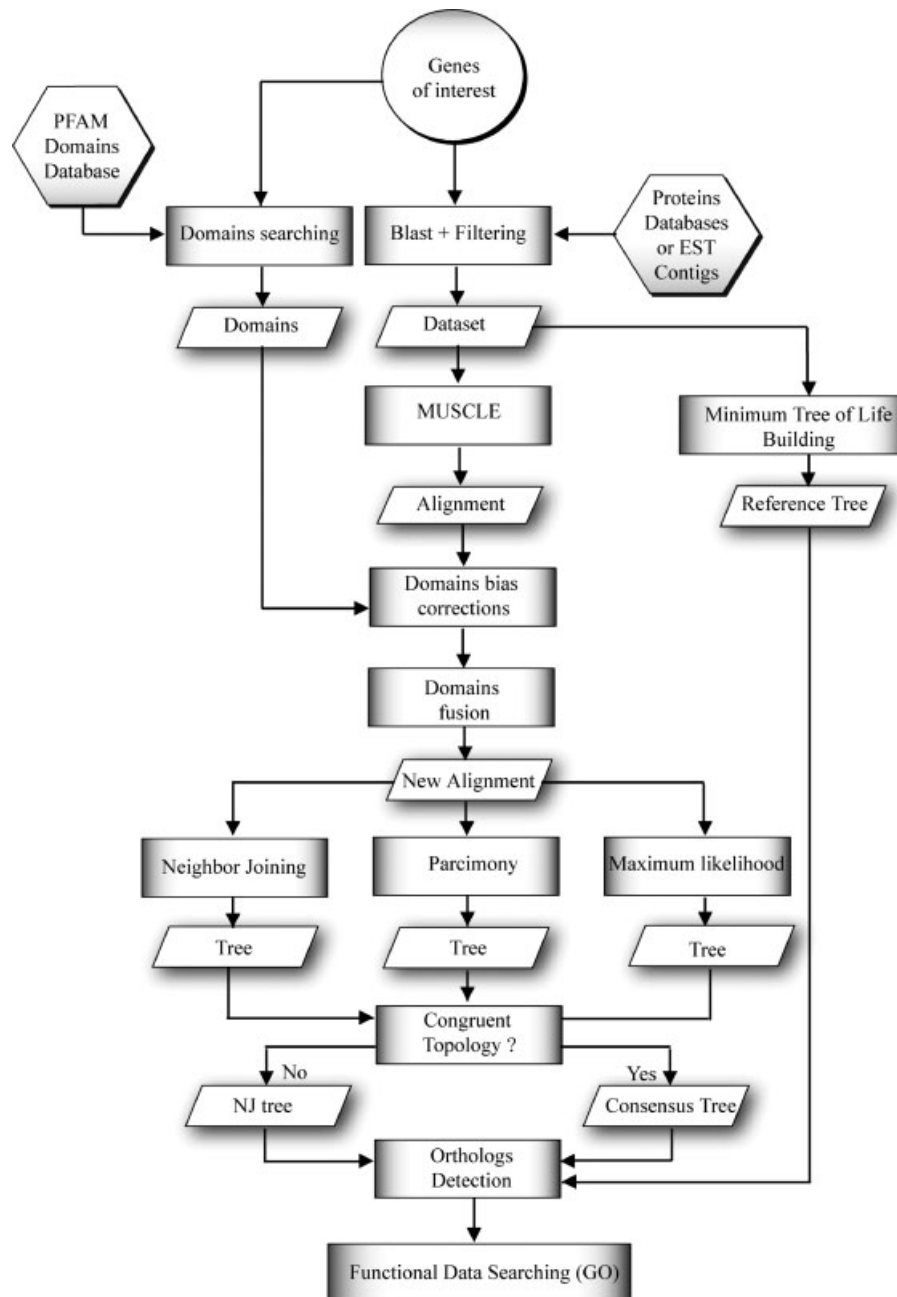 Genes
of interest
PFAM
Domains
Database
Proteins
Databases
or EST
Contigs
Domains searching
Blast + Filtering
Domains
Dataset
MUSCLE
Minimum Tree of Life
Building
Alignment
Reference Tree
Domains bias
corrections
Domains
fusion
New Alignment
Neighbor Joining
Parcimony
Maximum likelihood
Tree
Tree
Tree
Congruent
Topology ?
No
Yes
NJ tree
Consensus Tree
Orthologs
Detection
Functional Data Searching (GO)